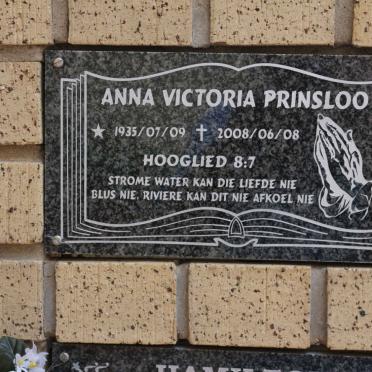 ANNA VICTORIA PRINSLOO
★ 1935/07/09 ✝ 2008/06/08
HOOGLIED 8:7
STROME WATER KAN DIE LIEFDE NIE
BLUS NIE. RIVIERE KAN DIT NIE AFKOEL NIE